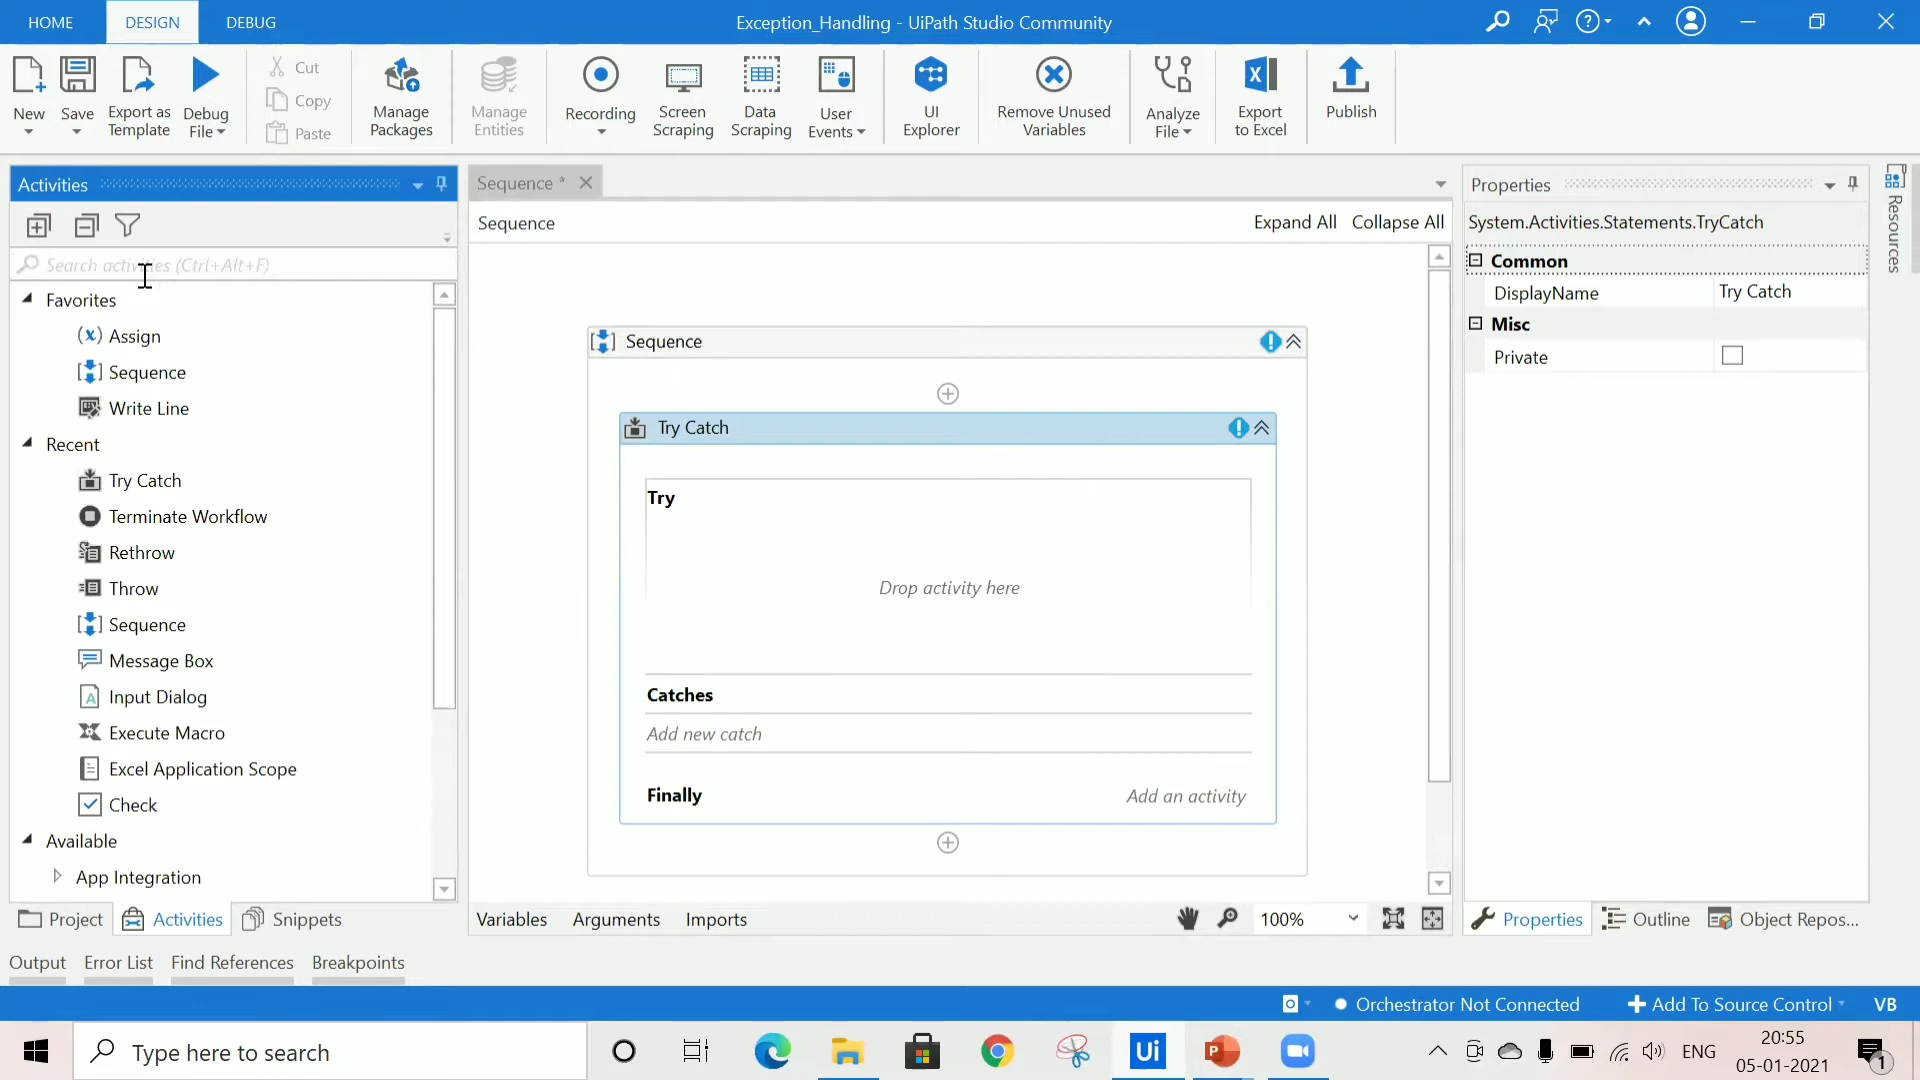 HOME
DESIGN
DEBUG
Exception_Handling - UiPath Studio Community
New
Save
Export as
Template
Debug
File
Cut
Copy
Paste
Manage
Packages
Manage
Entities
Recording
Screen
Scraping
Data
Scraping
User
Events
UI
Explorer
Remove Unused
Variables
Analyze
File
Export
to Excel
Publish
Activities
Search activities (Ctrl+Alt+F)
Favorites
Assign
Sequence
Write Line
Recent
Try Catch
Terminate Workflow
Rethrow
Throw
Sequence
Message Box
Input Dialog
Execute Macro
Excel Application Scope
Check
Available
App Integration
Project
Activities
Snippets
Sequence *
Sequence
Expand All
Collapse All
Sequence
Try Catch
Try
Drop activity here
Catches
Add new catch
Finally
Add an activity
Variables
Arguments
Imports
100%
Properties
System.Activities.Statements.TryCatch
Common
DisplayName
Try Catch
Misc
Private
Properties
Outline
Object Repos...
Resources
Output
Error List
Find References
Breakpoints
Orchestrator Not Connected
Add To Source Control
VB
Type here to search
Ui
P
ENG
20:55
05-01-2021
1